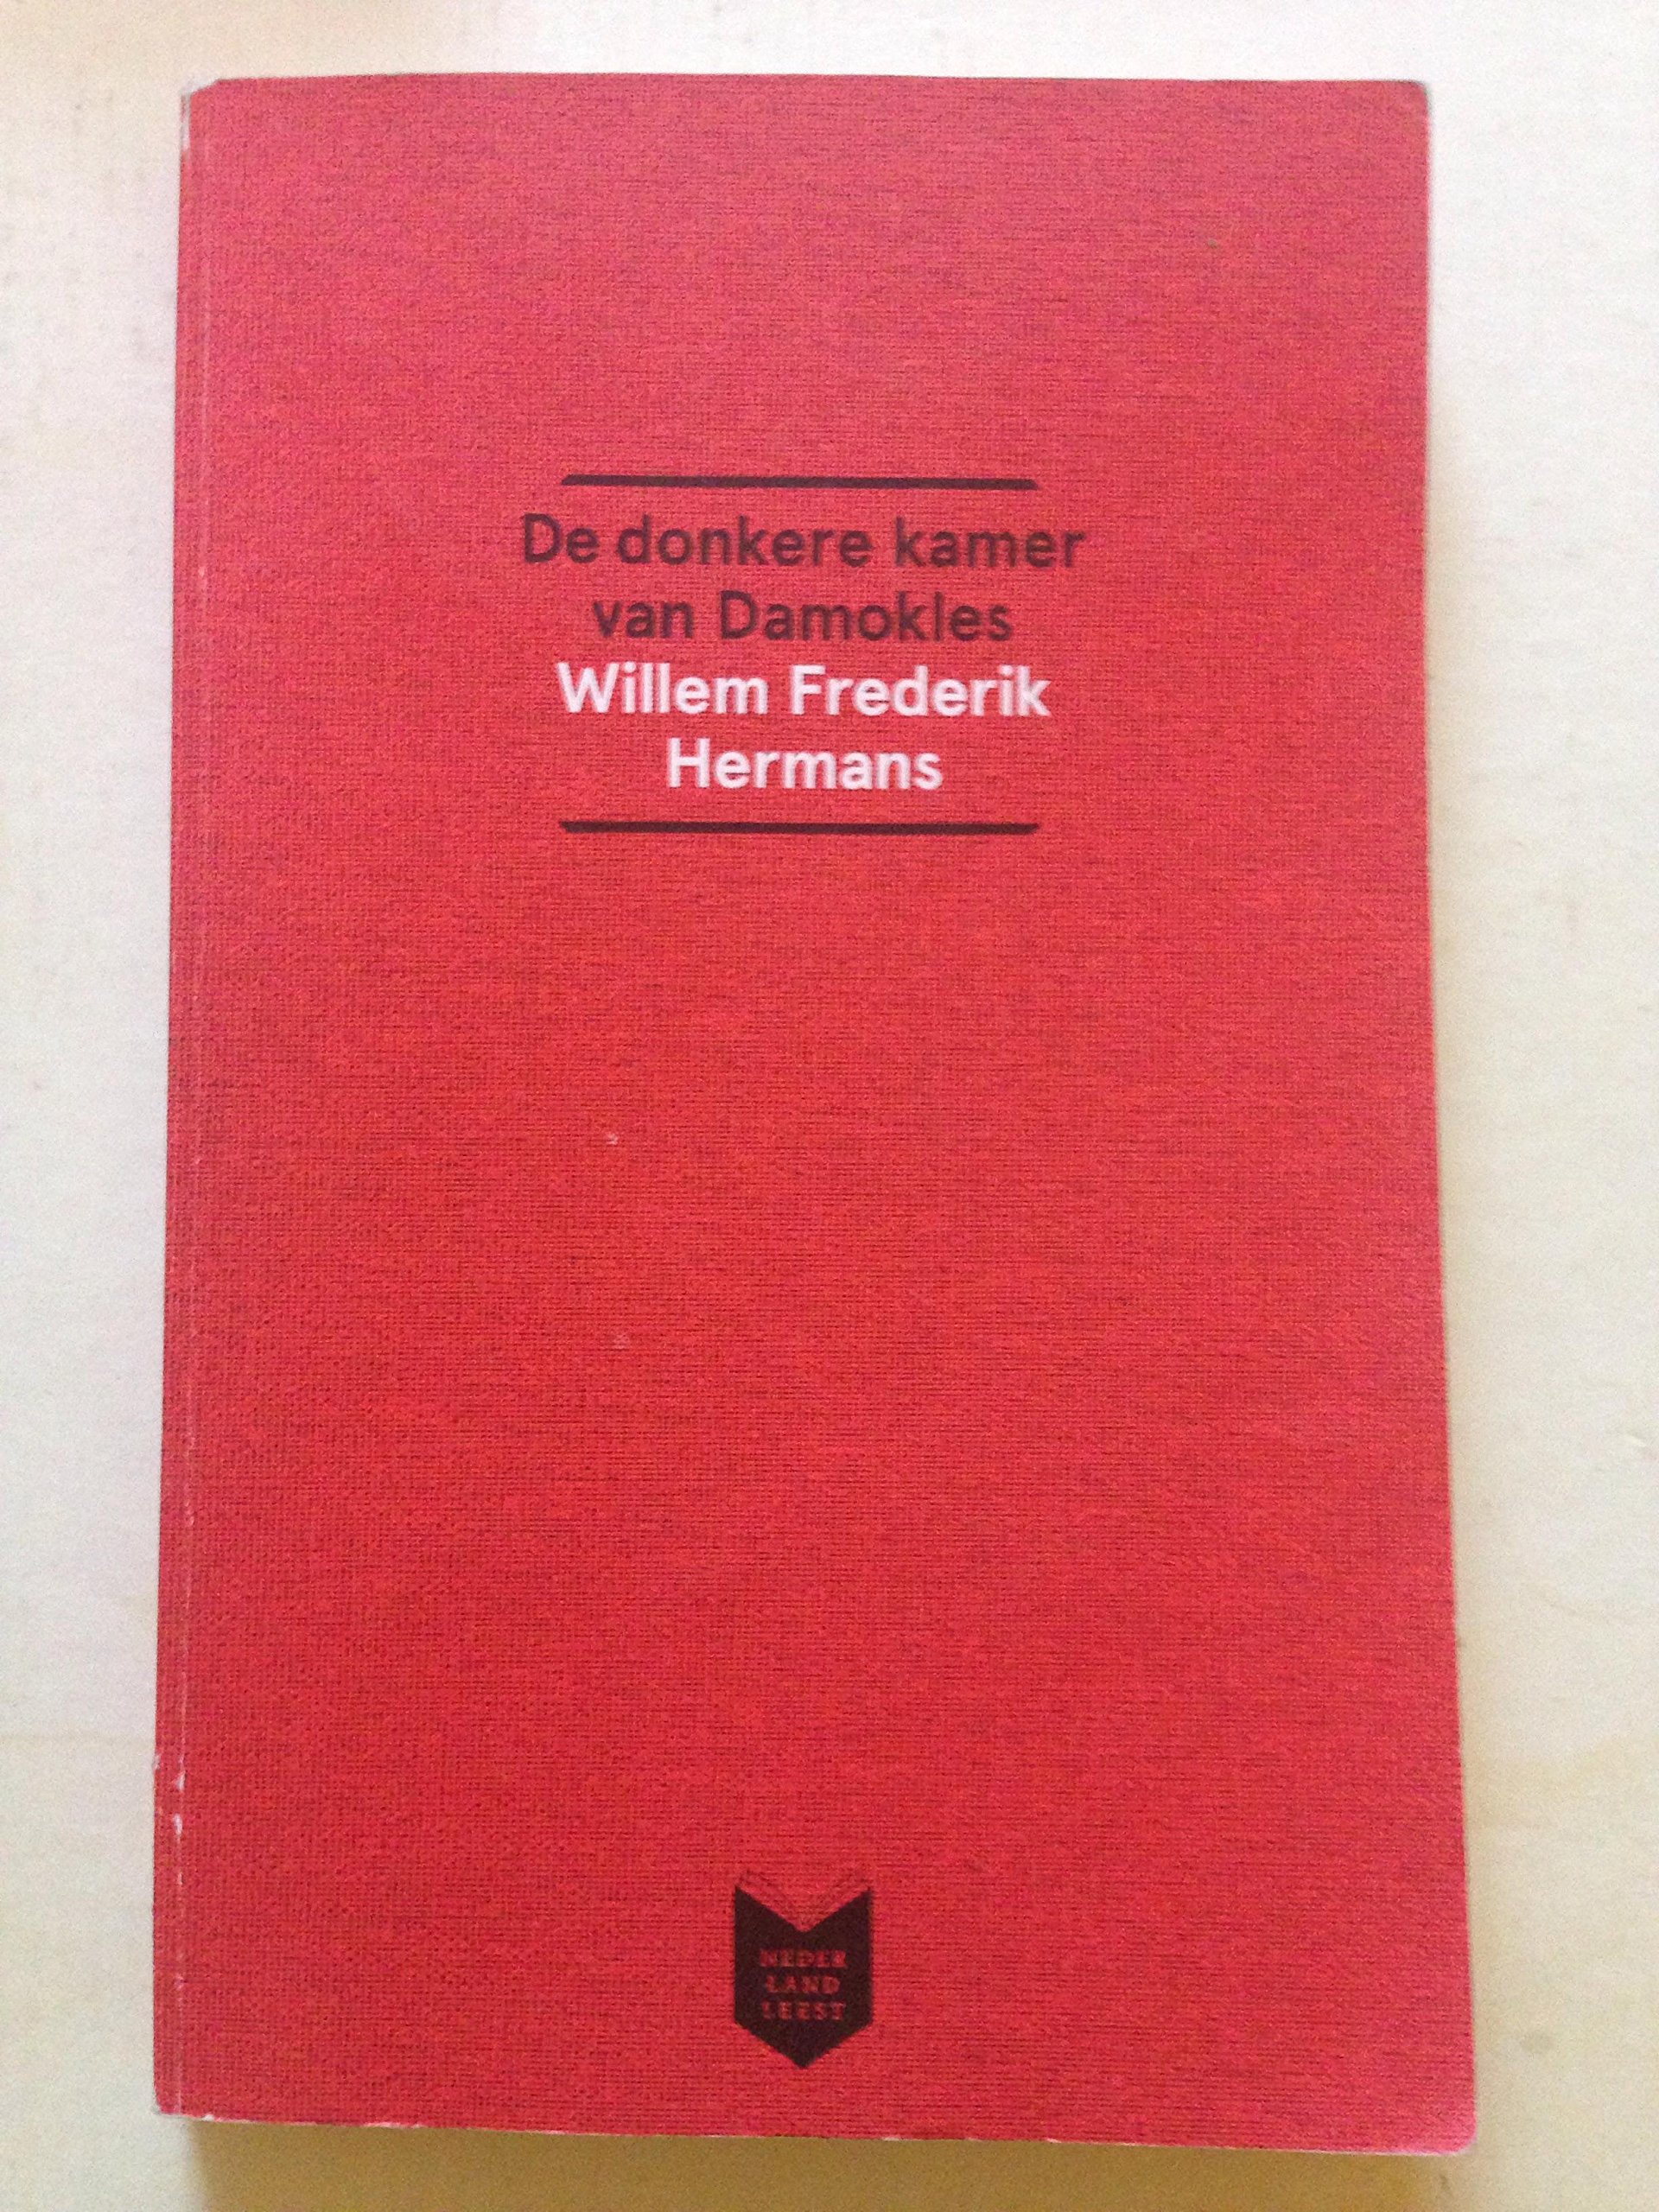 De donkere kamer
van Damokles
Willem Frederik
Hermans
NEDER
LAND
LEEST